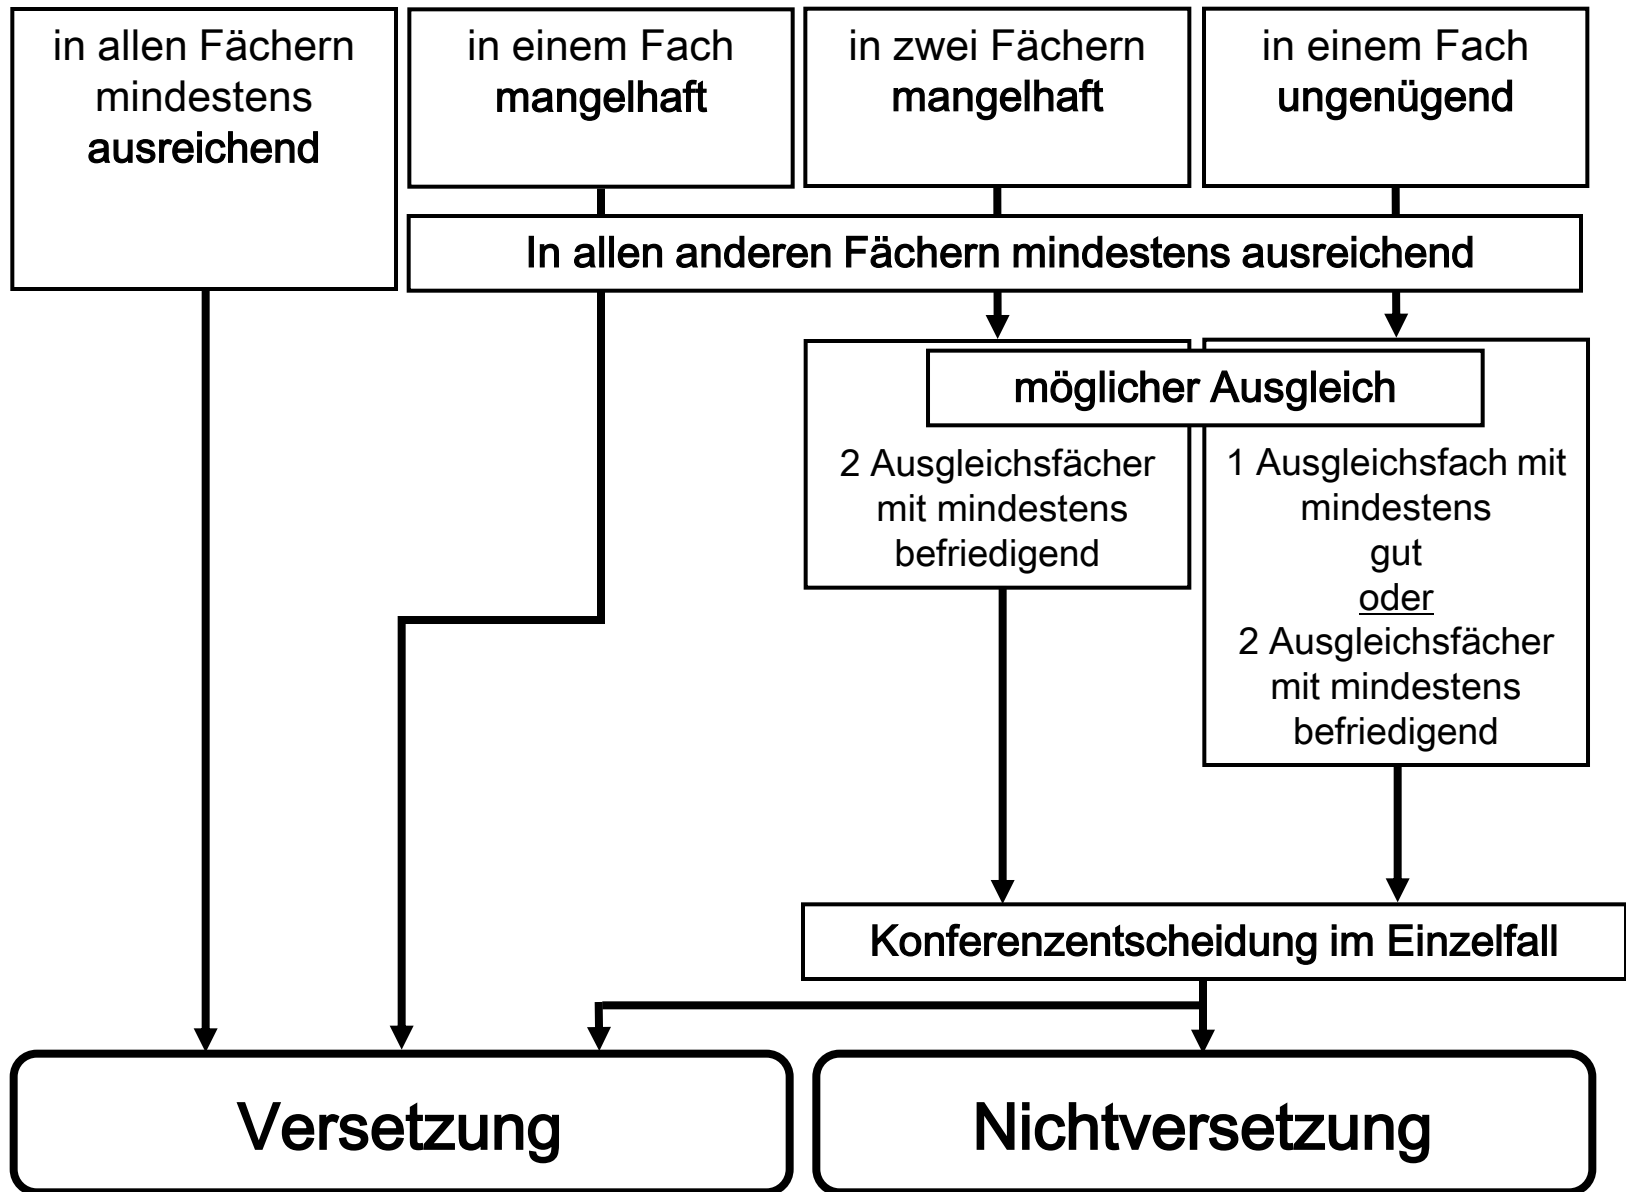 in allen Fächern
mindestens
ausreichend
in einem Fach
mangelhaft
in zwei Fächern
mangelhaft
in einem Fach
ungenügend
In allen anderen Fächern mindestens ausreichend
möglicher Ausgleich
2 Ausgleichsfächer
mit mindestens
befriedigend
1 Ausgleichsfach mit
mindestens
gut
oder
2 Ausgleichsfächer
mit mindestens
befriedigend
Konferenzentscheidung im Einzelfall
Versetzung
Nichtversetzung